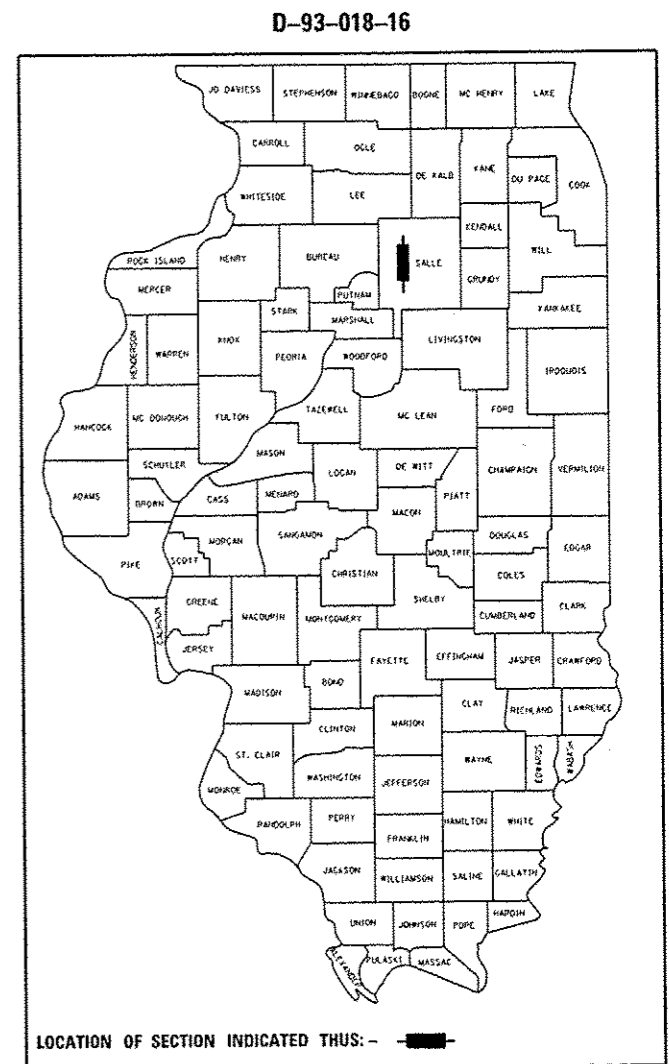 D-93-018-16
JO DAVIESS STEPHENSON WINNEBAGO BOONE MC HENRY LAKE
CARROLL OGLE
DE KALB KANE DU PAGE COOK
WHITESIDE LEE
KENDALL
ROCK ISLAND HENRY BUREAU SALLE GRUNDY WILL
MERCER PUTNAM KANKAKEE
STARK MARSHALL
HENDERSON WARREN KNOX PEORIA WOODFORD LIVINGSTON IROQUOIS
HANCOCK MC DONOUGH FULTON TAZEWELL MC LEAN FORD
SCHUYLER MASON LOGAN DE WITT CHAMPAIGN VERMILION
ADAMS BROWN CASS MENARD MACON PIATT
PIKE SCOTT MORGAN SANGAMON CHRISTIAN MOULTRIE DOUGLAS EDGAR
COLES
CALHOUN GREENE MACOUPIN MONTGOMERY SHELBY CUMBERLAND CLARK
JERSEY FAYETTE EFFINGHAM JASPER CRAWFORD
MADISON BOND
CLAY RICHLAND LAWRENCE
CLINTON MARION
ST. CLAIR WAYNE EDWARDS WABASH
WASHINGTON JEFFERSON
MONROE
RANDOLPH PERRY HAMILTON WHITE
FRANKLIN
JACKSON WILLIAMSON SALINE GALLATIN
UNION JOHNSON POPE HARDIN
ALEXANDER PULASKI MASSAC
LOCATION OF SECTION INDICATED THUS: -